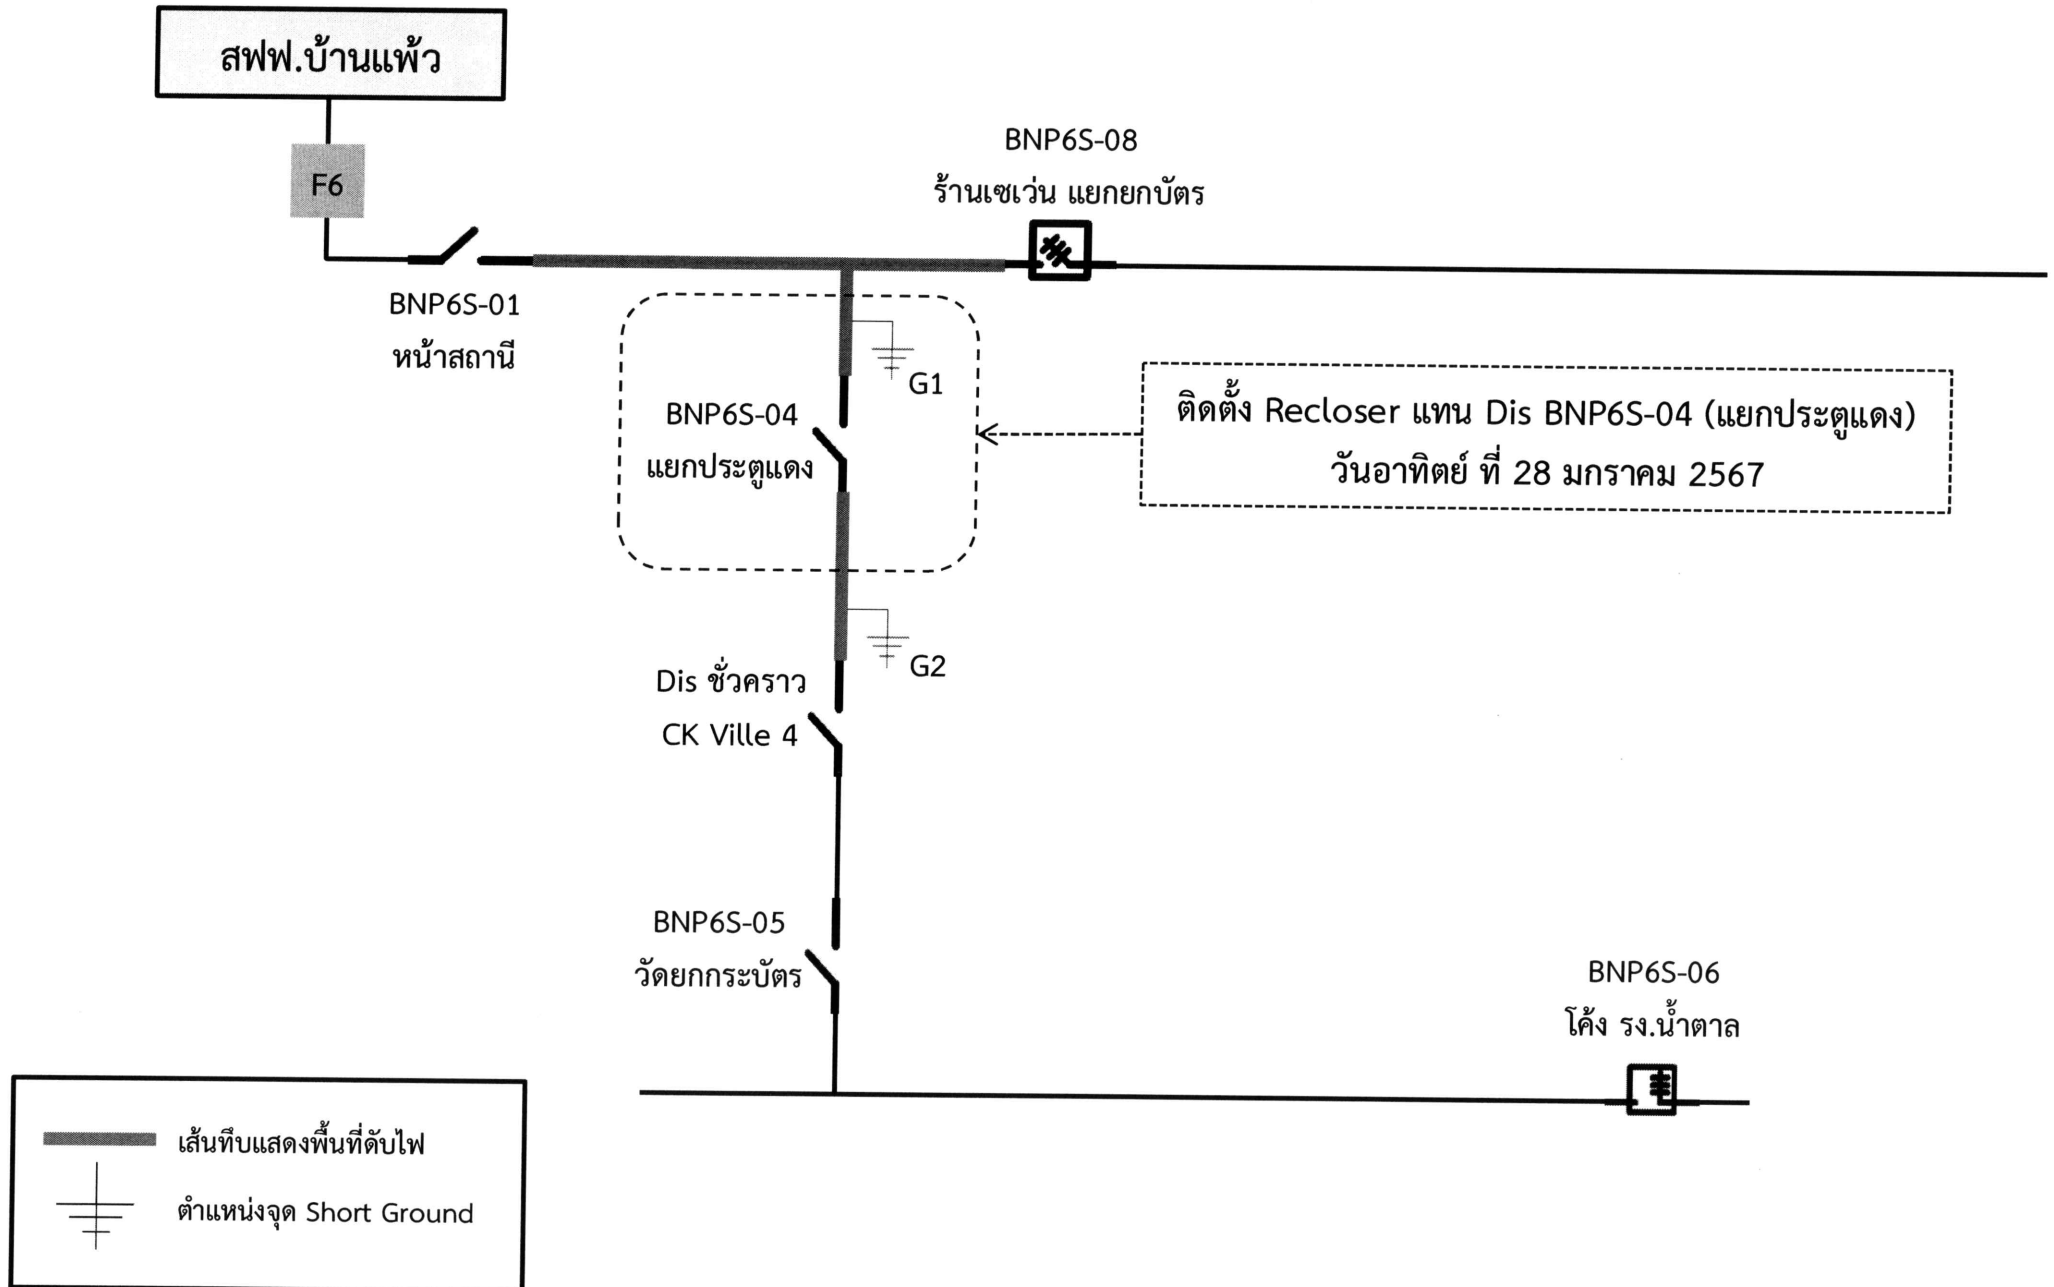 สฟฟ.บ้านแพ้ว
F6
BNP6S-08
ร้านเซเว่น แยกยกบัตร
BNP6S-01
หน้าสถานี
G1
BNP6S-04
แยกประตูแดง
ติดตั้ง Recloser แทน Dis BNP6S-04 (แยกประตูแดง)
วันอาทิตย์ ที่ 28 มกราคม 2567
G2
Dis ชั่วคราว
CK Ville 4
BNP6S-05
วัดยกกระบัตร
BNP6S-06
โค้ง รง.น้ำตาล
เส้นทึบแสดงพื้นที่ดับไฟ
ตำแหน่งจุด Short Ground